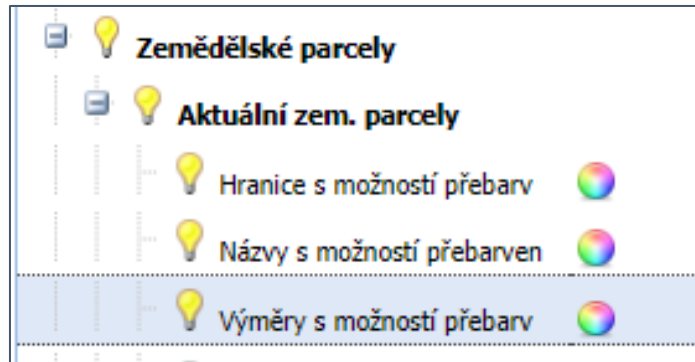 Zemědělské parcely
Aktuální zem. parcely
Hranice s možností přebarv
Názvy s možností přebarven
Výměry s možností přebarv